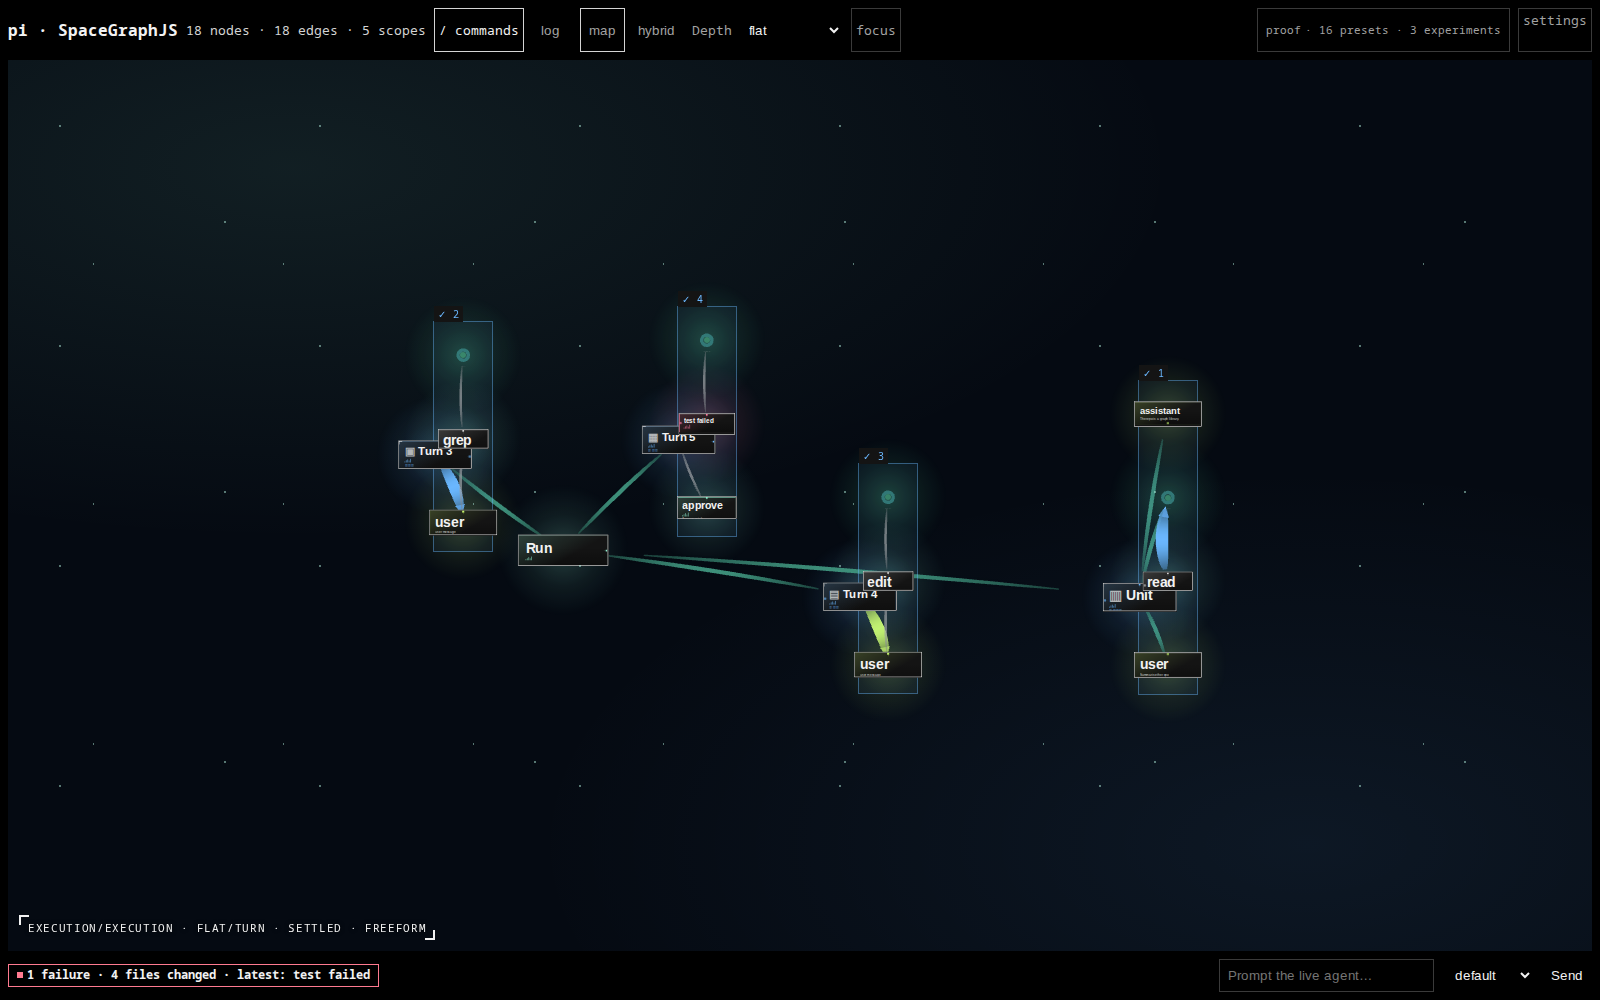 pi · SpaceGraphJS 18 nodes · 18 edges · 5 scopes / commands log map hybrid Depth flat focus proof · 16 presets · 3 experiments settings
✓ 4
✓ 2
✓ 1
assistant
test failed
Turn 5
grep
Turn 3
✓ 3
approve
user
Run
edit
Turn 4
read
Unit
user
user
EXECUTION/EXECUTION · FLAT/TURN · SETTLED · FREEFORM
1 failure · 4 files changed · latest: test failed Prompt the live agent… default Send